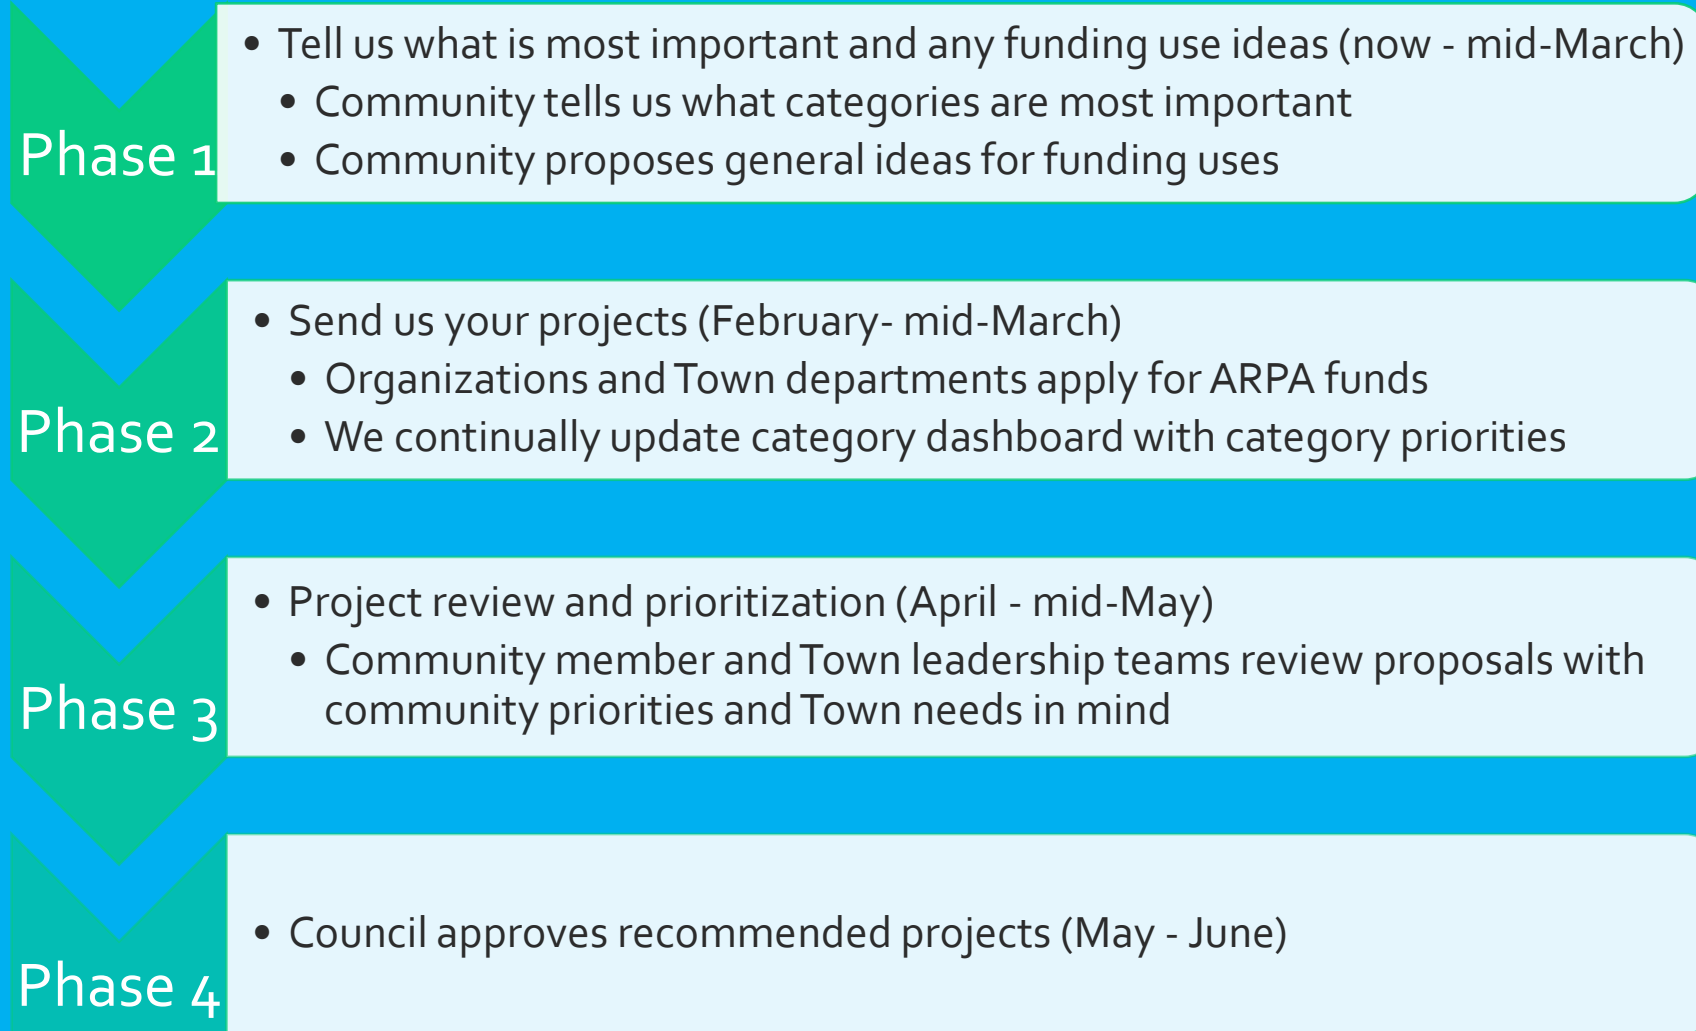 Phase 1
• Tell us what is most important and any funding use ideas (now - mid-March)
• Community tells us what categories are most important
• Community proposes general ideas for funding uses
Phase 2
• Send us your projects (February- mid-March)
• Organizations and Town departments apply for ARPA funds
• We continually update category dashboard with category priorities
Phase 3
• Project review and prioritization (April - mid-May)
• Community member and Town leadership teams review proposals with
community priorities and Town needs in mind
Phase 4
• Council approves recommended projects (May - June)